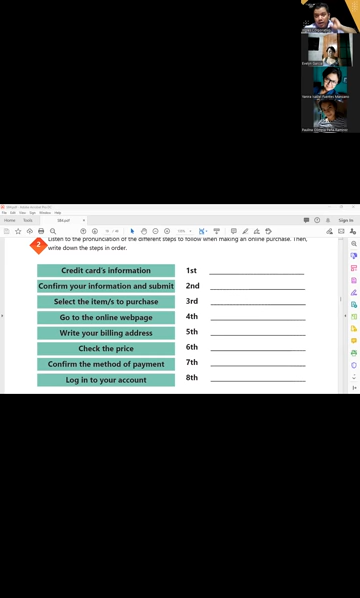 Evelyn Garcia
Home
Tools
Sign In
File Edit View Sign Window Help
2
Listen to the pronunciation of the different steps to follow when making an online purchase. Then,
write down the steps in order.
Credit card's information 1st
Confirm your information and submit 2nd
Select the item/s to purchase 3rd
Go to the online webpage 4th
Write your billing address 5th
Check the price 6th
Confirm the method of payment 7th
Log in to your account 8th